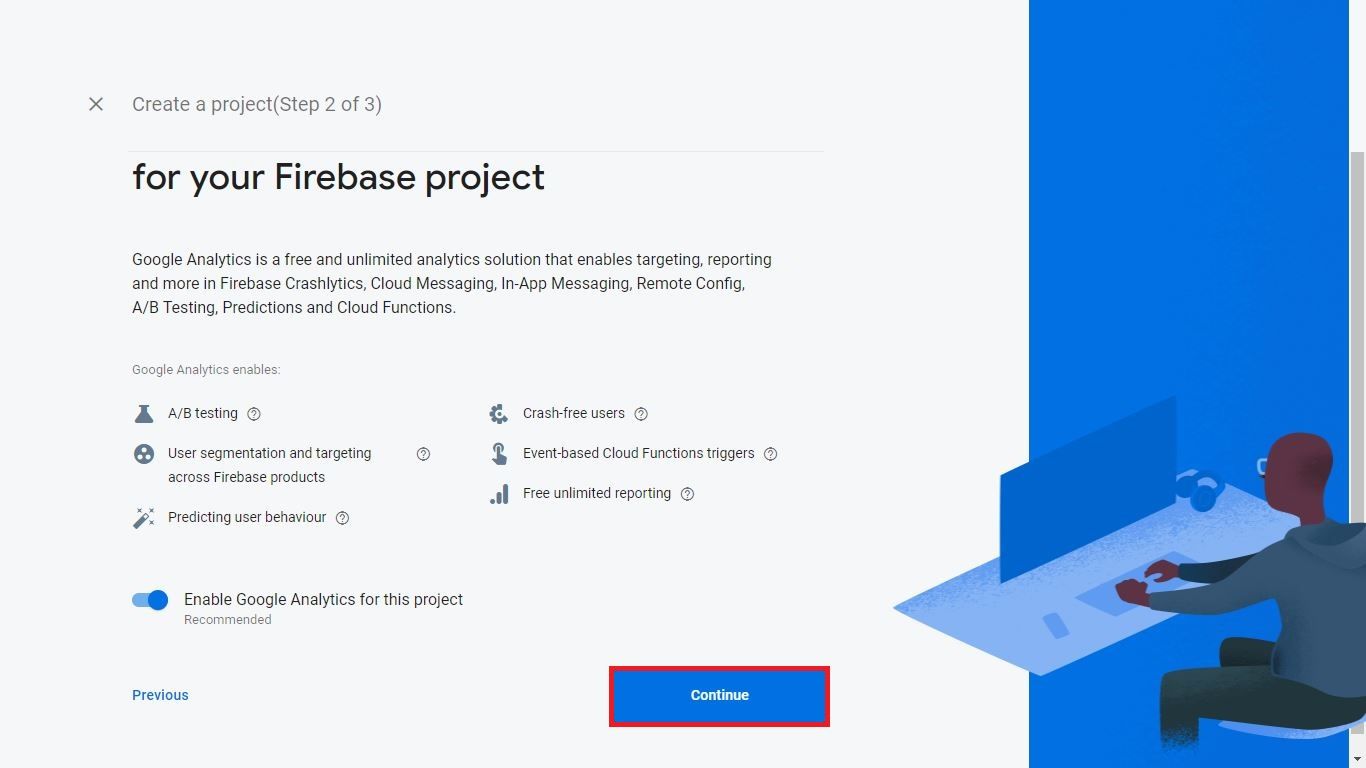 Create a project(Step 2 of 3)
for your Firebase project
Google Analytics is a free and unlimited analytics solution that enables targeting, reporting
and more in Firebase Crashlytics, Cloud Messaging, In-App Messaging, Remote Config,
A/B Testing, Predictions and Cloud Functions.
Google Analytics enables:
A/B testing
User segmentation and targeting
across Firebase products
Predicting user behaviour
Crash-free users
Event-based Cloud Functions triggers
Free unlimited reporting
Enable Google Analytics for this project
Recommended
Previous
Continue